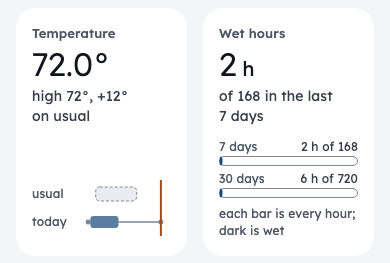 Temperature
72.0°
high 72°, +12°
on usual
usual
today
Wet hours
2 h
of 168 in the last
7 days
7 days 2 h of 168
30 days 6 h of 720
each bar is every hour;
dark is wet